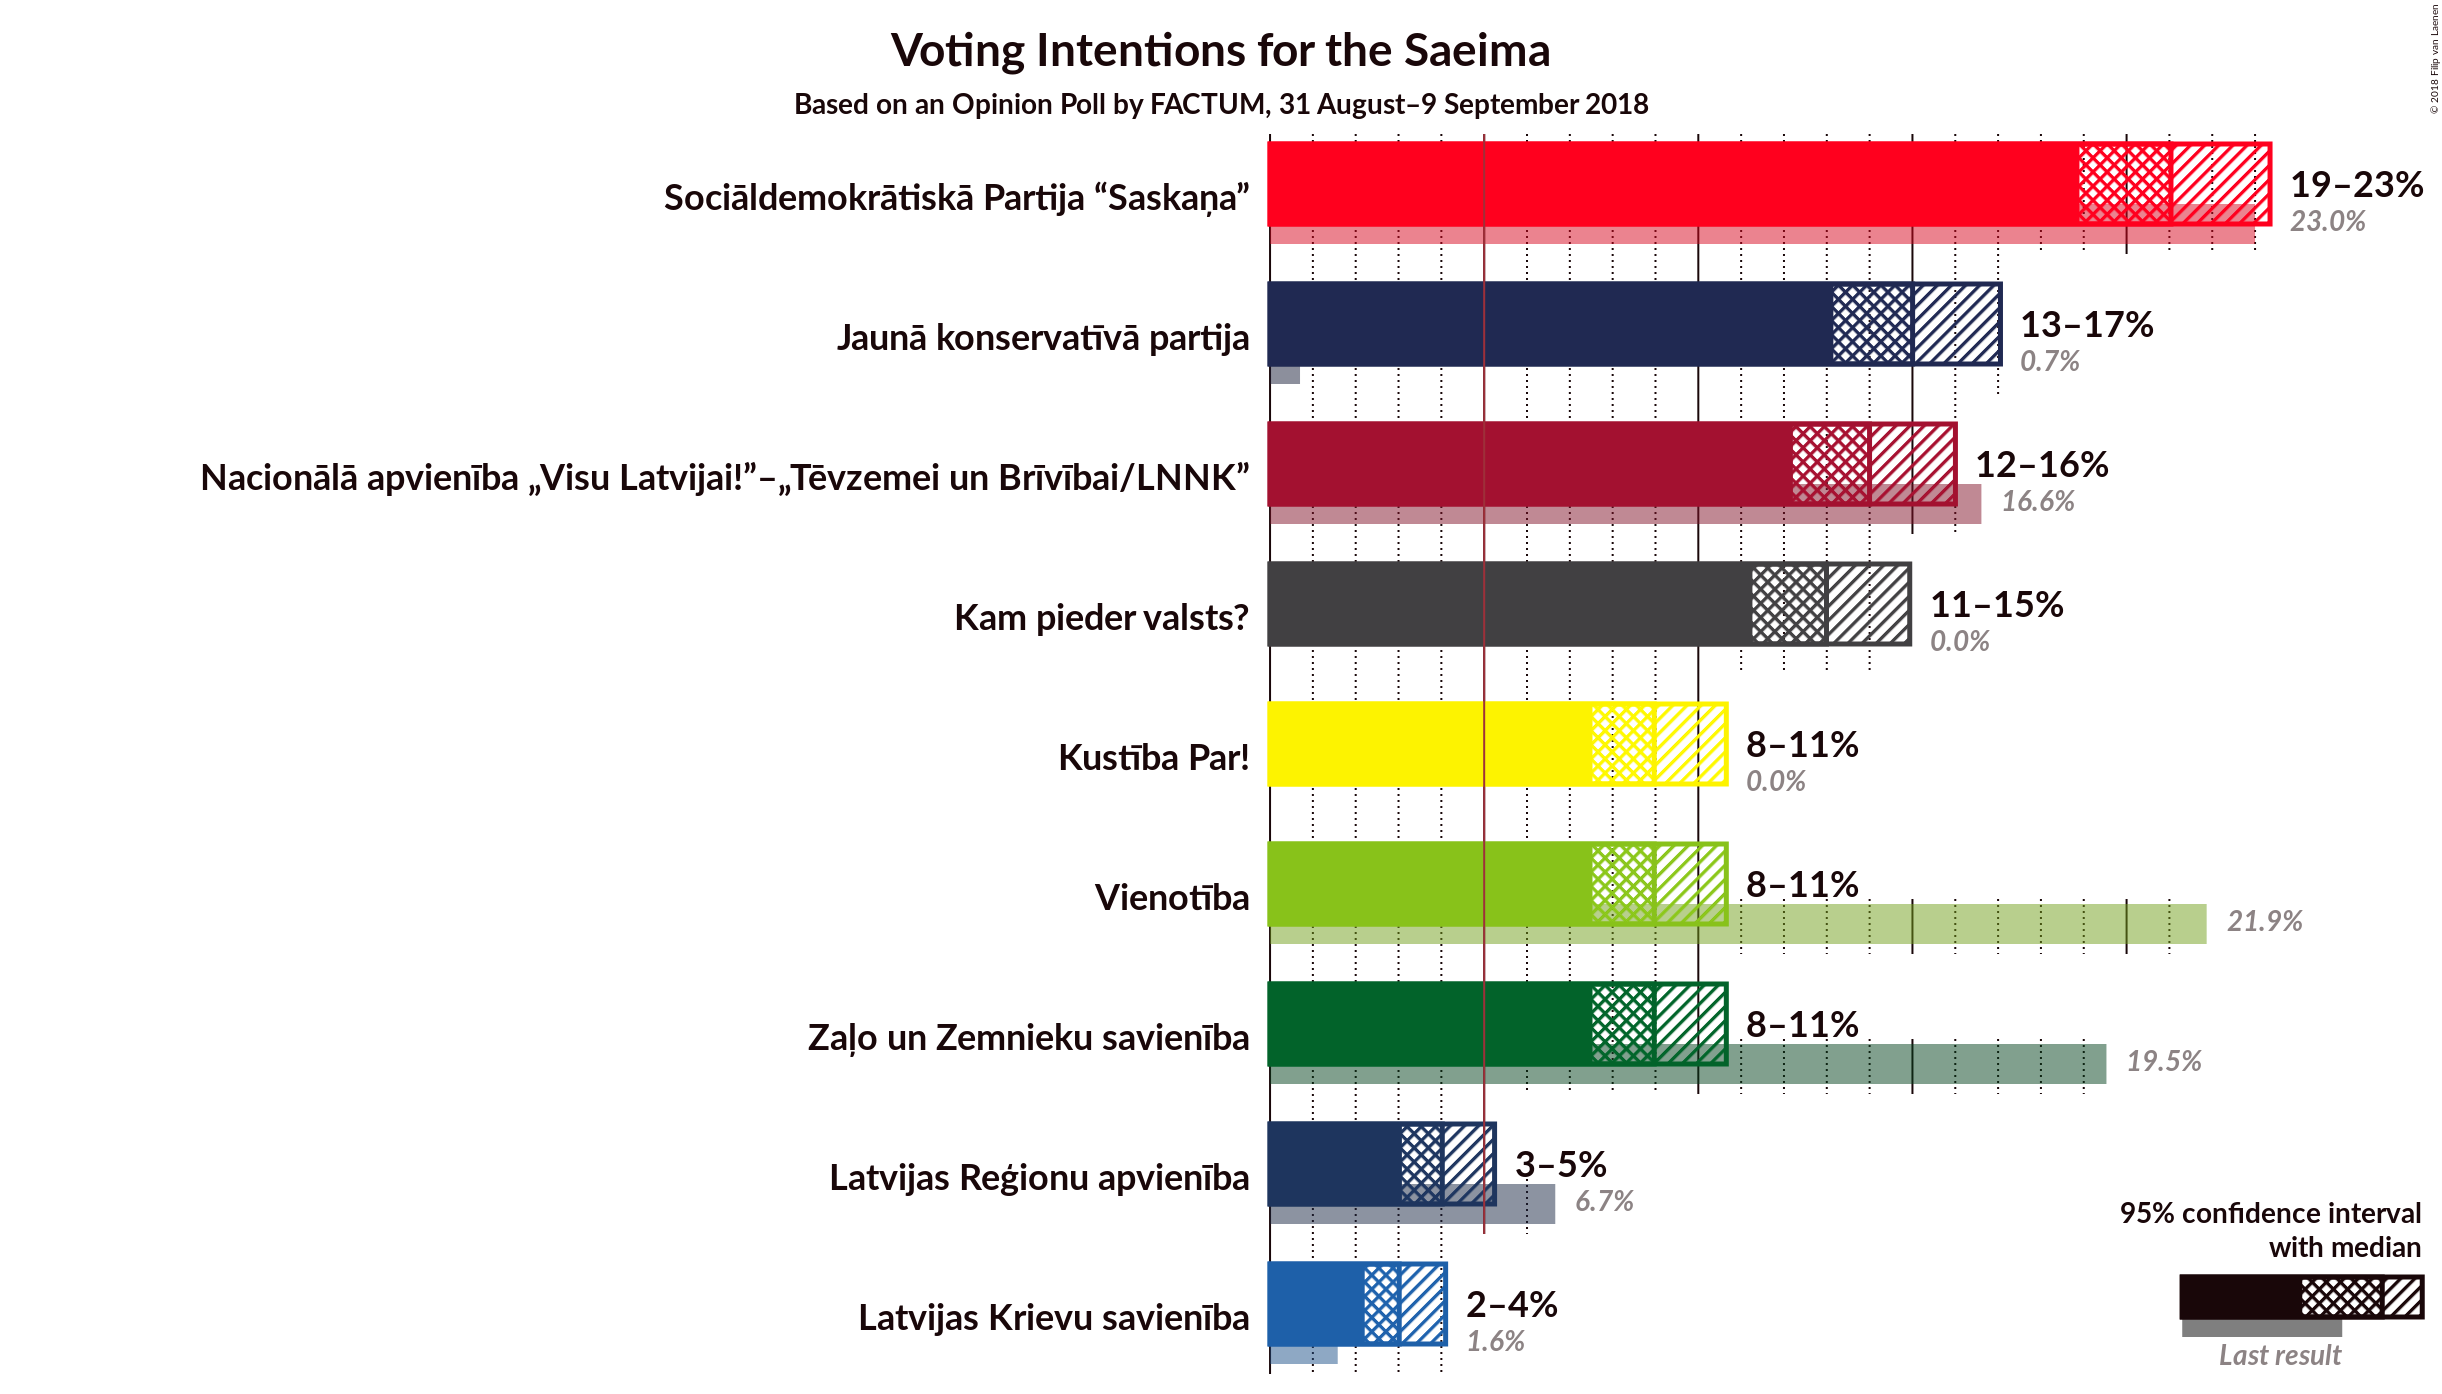 Voting Intentions for the Saeima
Based on an Opinion Poll by FACTUM, 31 August–9 September 2018
© 2018 Filip van Laenen
Sociāldemokrātiskā Partija “Saskaņa”
19–23%
23.0%
Jaunā konservatīvā partija
13–17%
0.7%
Nacionālā apvienība „Visu Latvijai!”–„Tēvzemei un Brīvībai/LNNK”
12–16%
16.6%
Kam pieder valsts?
11–15%
0.0%
Kustība Par!
8–11%
0.0%
Vienotība
8–11%
21.9%
Zaļo un Zemnieku savienība
8–11%
19.5%
Latvijas Reģionu apvienība
3–5%
6.7%
Latvijas Krievu savienība
2–4%
1.6%
95% confidence interval
with median
Last result